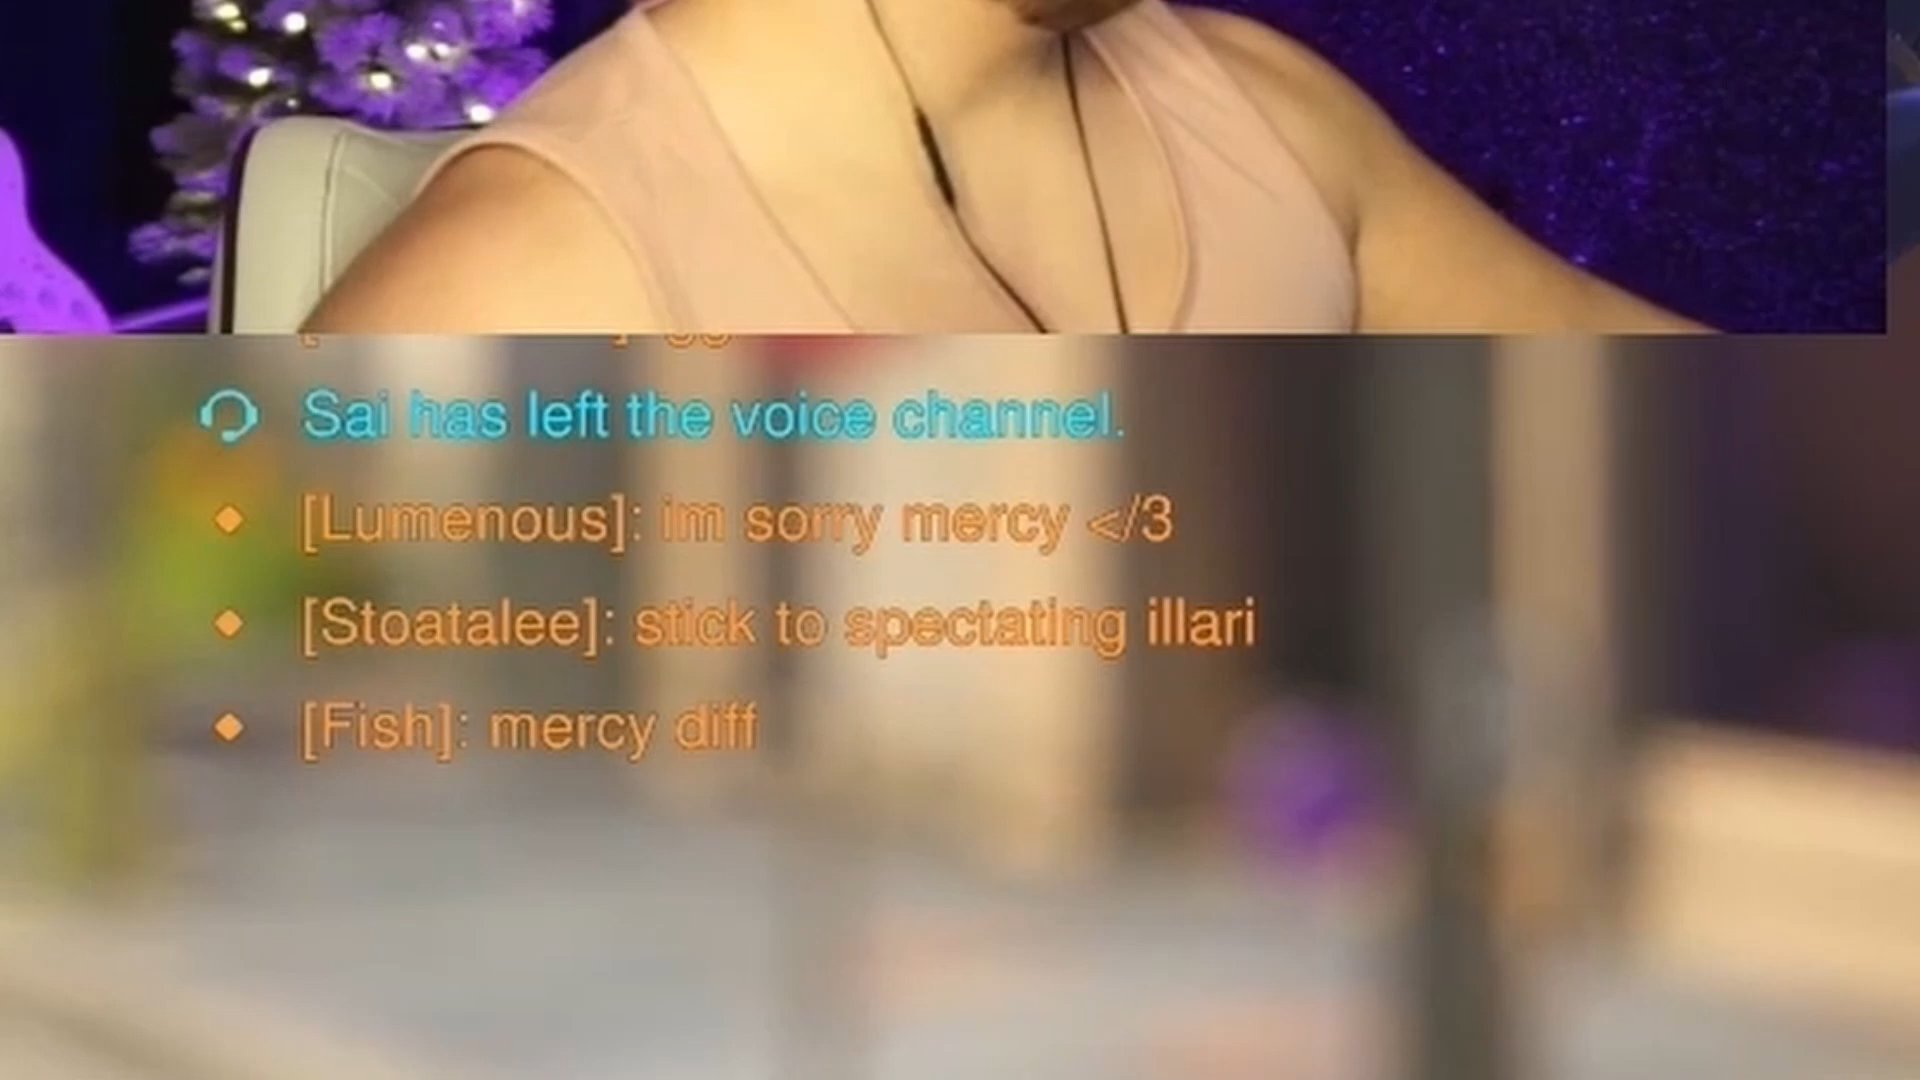 Sai has left the voice channel.
[Lumenous]: im sorry mercy </3
[Stoatalee]: stick to spectating illari
[Fish]: mercy diff